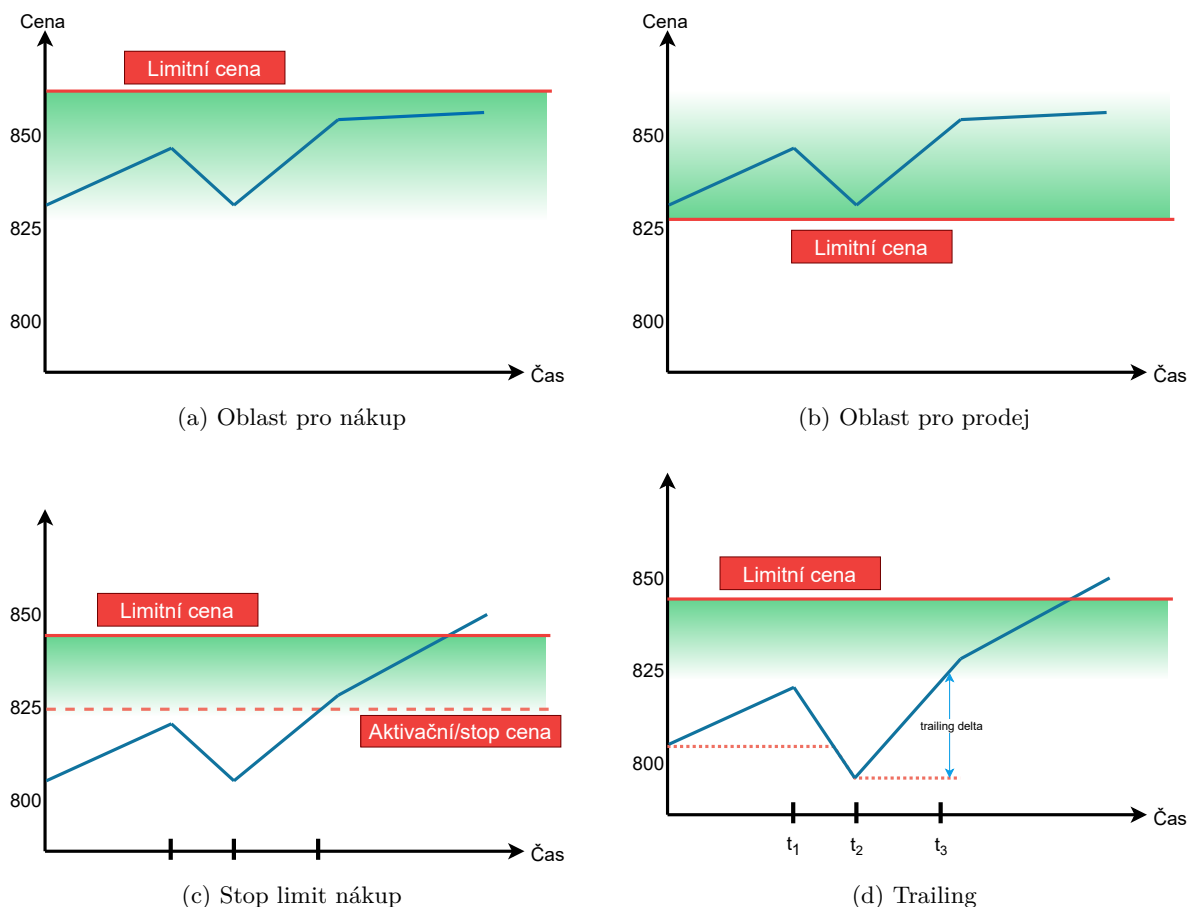 Cena
Limitní cena
850
825
800
Čas
(a) Oblast pro nákup
Cena
850
825
Limitní cena
800
Čas
(b) Oblast pro prodej
850
Limitní cena
825
Aktivační/stop cena
800
Čas
(c) Stop limit nákup
Limitní cena
850
825
trailing delta
800
Čas
t1 t2 t3
(d) Trailing